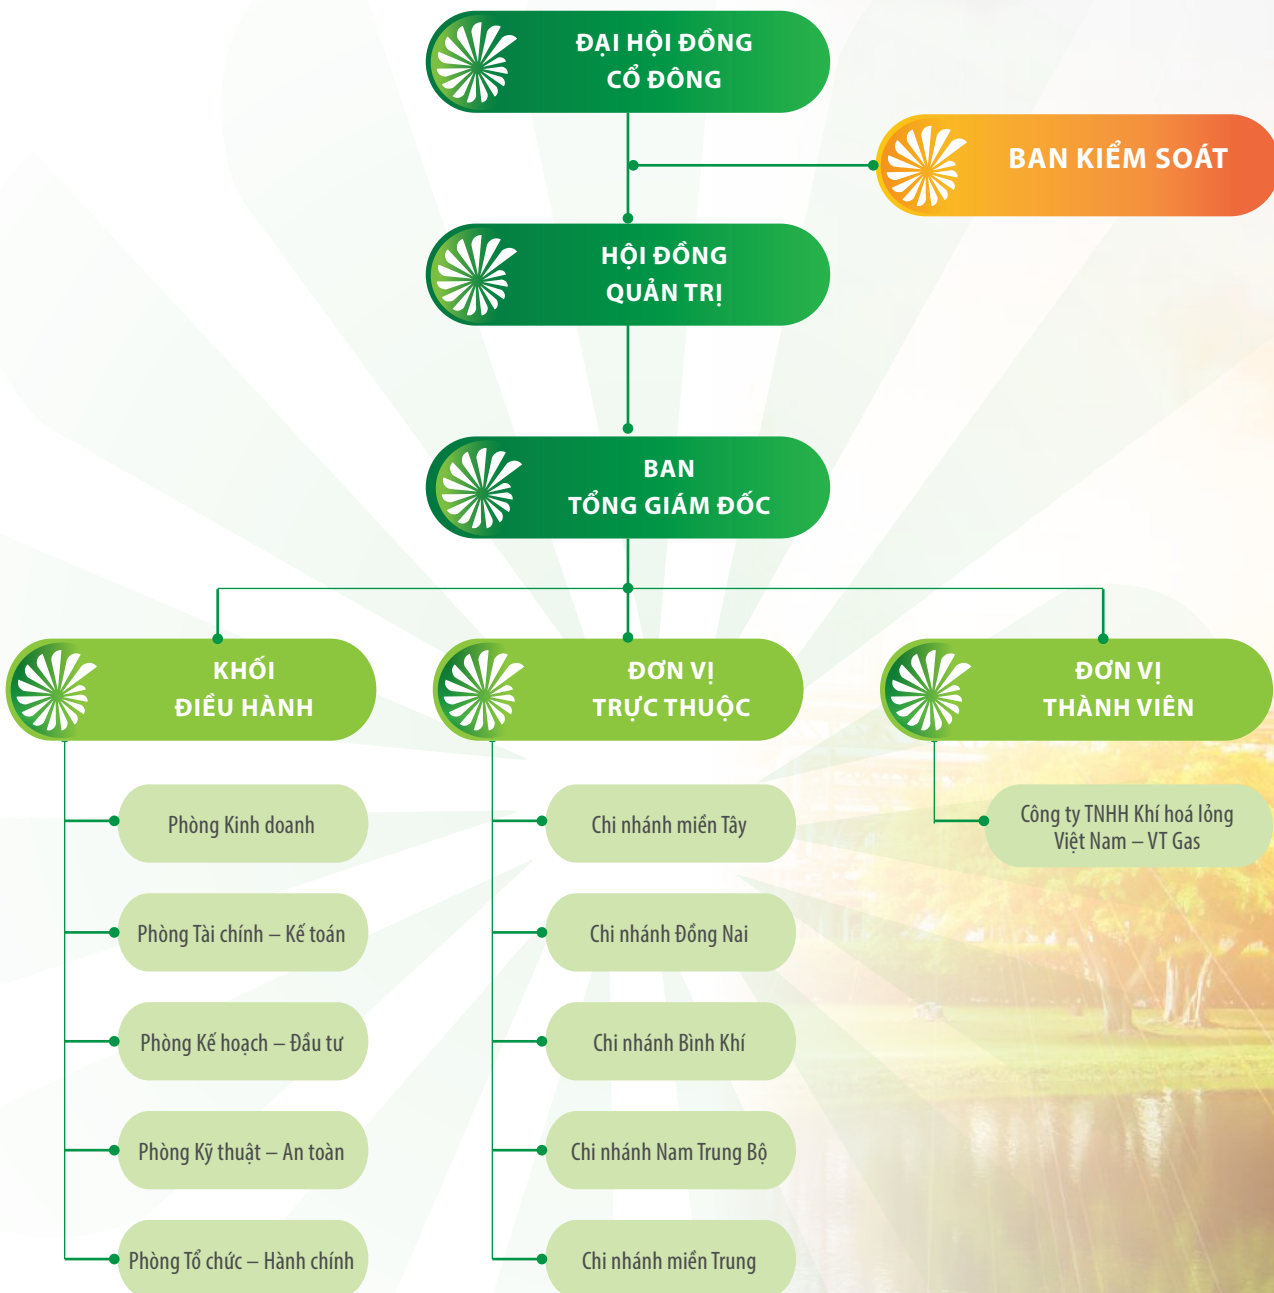 ĐẠI HỘI ĐỒNG
CỔ ĐÔNG
BAN KIỂM SOÁT
HỘI ĐỒNG
QUẢN TRỊ
BAN
TỔNG GIÁM ĐỐC
KHỐI
ĐIỀU HÀNH
Phòng Kinh doanh
Phòng Tài chính – Kế toán
Phòng Kế hoạch – Đầu tư
Phòng Kỹ thuật – An toàn
Phòng Tổ chức – Hành chính
ĐƠN VỊ
TRỰC THUỘC
Chi nhánh miền Tây
Chi nhánh Đồng Nai
Chi nhánh Bình Khí
Chi nhánh Nam Trung Bộ
Chi nhánh miền Trung
ĐƠN VỊ
THÀNH VIÊN
Công ty TNHH Khí hoá lỏng
Việt Nam – VT Gas